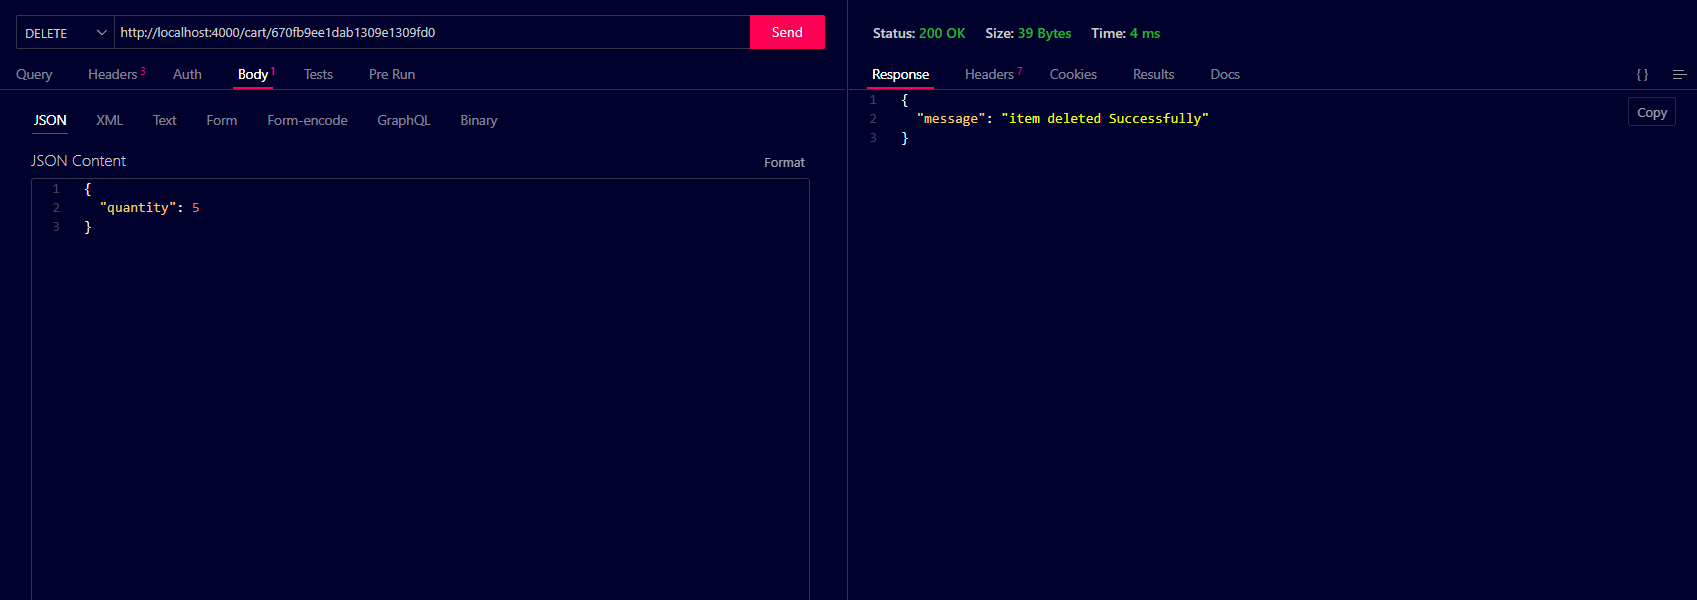 DELETE http://localhost:4000/cart/670fb9ee1dab1309e1309fd0 Send
Query Headers 3 Auth Body 1 Tests Pre Run
JSON XML Text Form Form-encode GraphQL Binary
JSON Content Format
1 {
2 "quantity": 5
3 }
Status: 200 OK Size: 39 Bytes Time: 4 ms
Response Headers 7 Cookies Results Docs {}
1 {
2 "message": "item deleted Successfully"
3 }
Copy